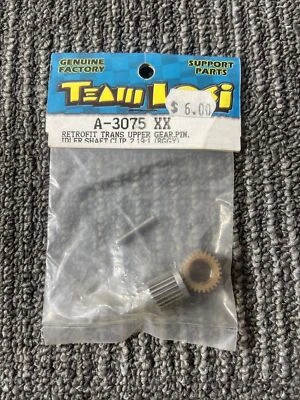 GENUINE FACTORY
SUPPORT PARTS
TEAM LOSI
$ 6.00
A-3075 XX
RETROFIT TRANS UPPER GEAR,PIN,
IDLER SHAFT CLIP 2.19:1 (BGGY)